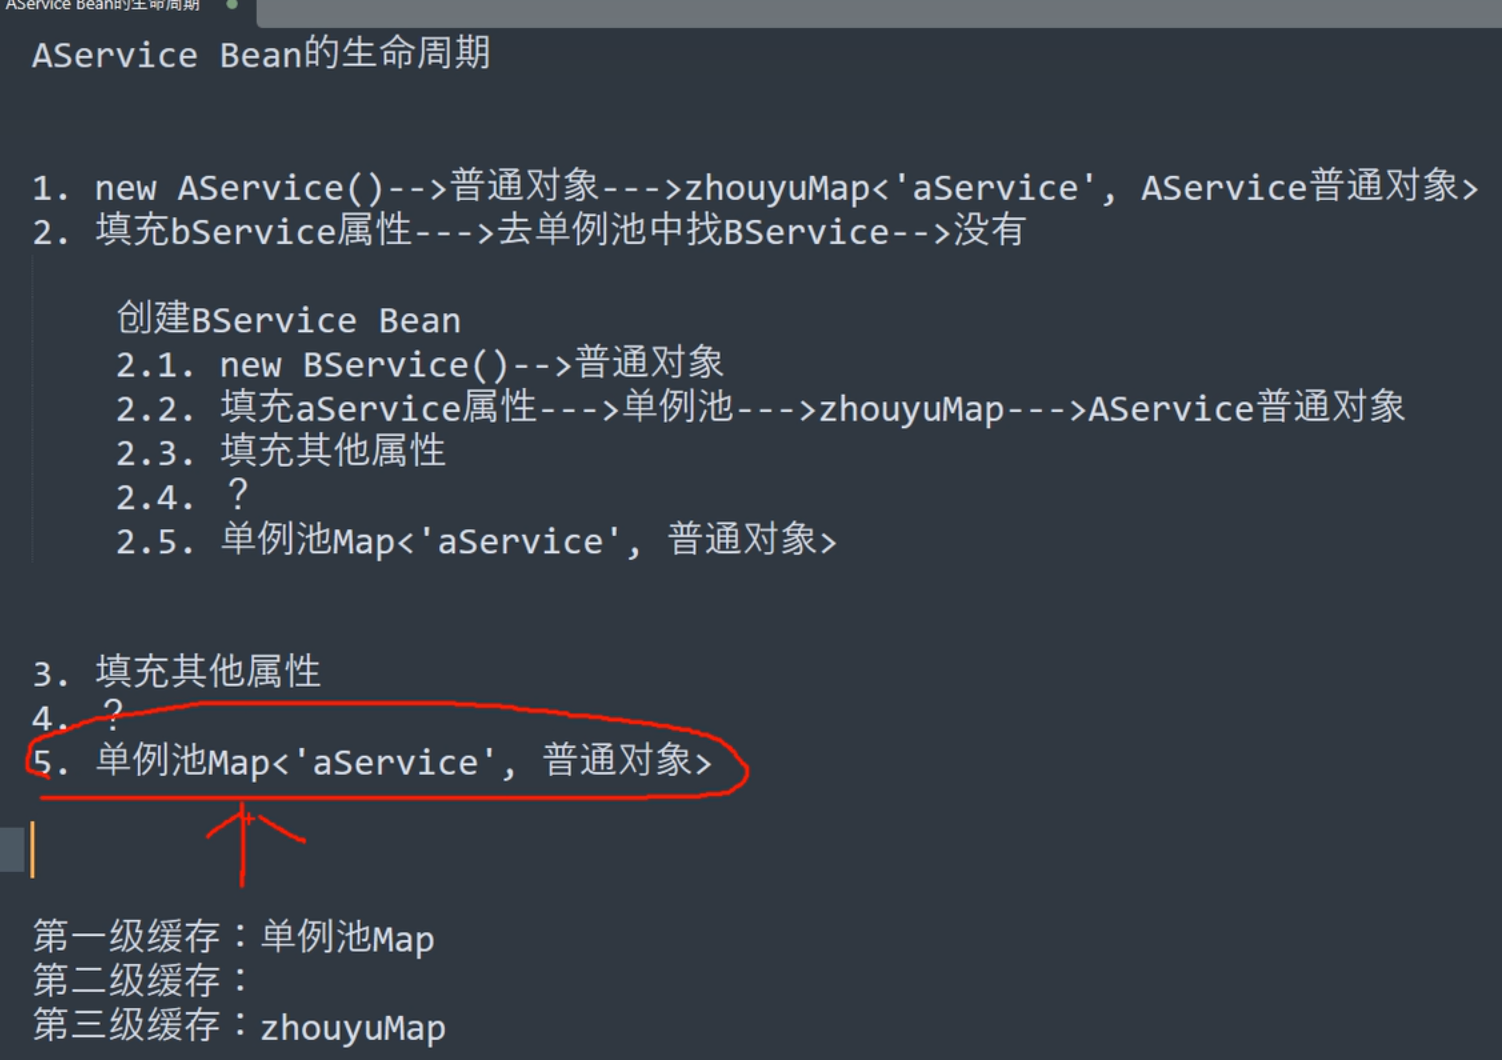 AService Bean的生命周期
AService Bean的生命周期
1. new AService()-->普通对象--->zhouyuMap<'aService', AService普通对象>
2. 填充bService属性--->去单例池中找BService-->没有
创建BService Bean
2.1. new BService()-->普通对象
2.2. 填充aService属性--->单例池--->zhouyuMap--->AService普通对象
2.3. 填充其他属性
2.4. ？
2.5. 单例池Map<'aService', 普通对象>
3. 填充其他属性
4. ？
5. 单例池Map<'aService', 普通对象>
第一级缓存：单例池Map
第二级缓存：
第三级缓存：zhouyuMap